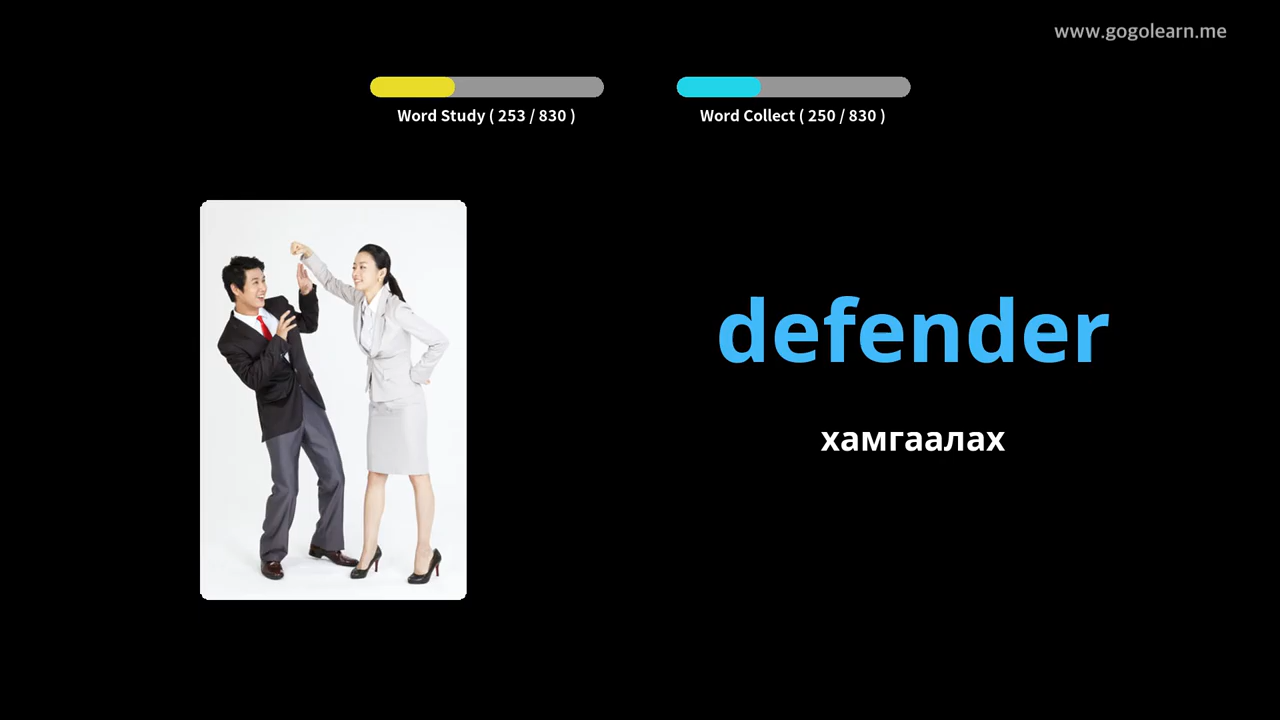 www.gogolearn.me
Word Study ( 253 / 830 )
Word Collect ( 250 / 830 )
defender
хамгаалах